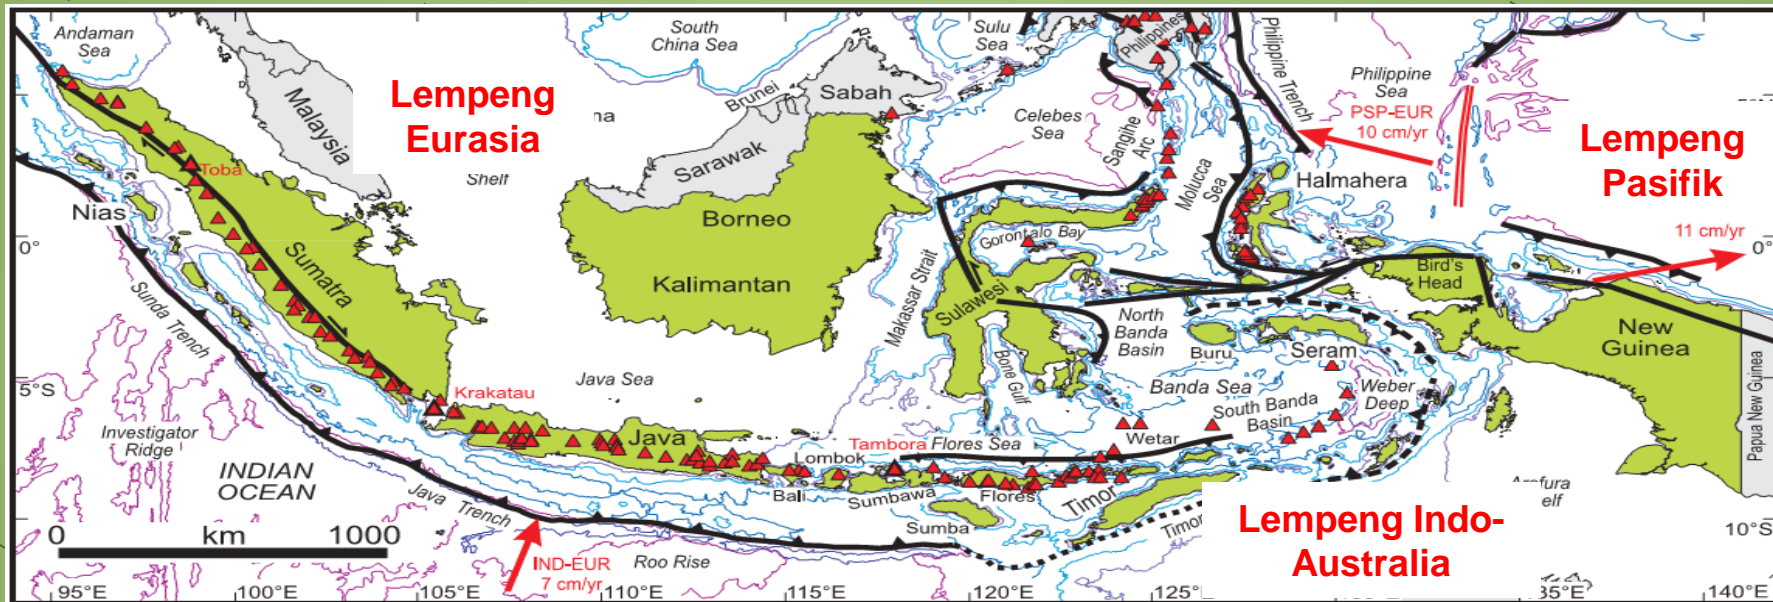 Andaman
Sea
South
China Sea
Sulu
Sea
Philippines
Philippine Trench
Philippine
Sea
Lempeng
Eurasia
na
Shelf
Malaysia
Brunei
Sabah
Sarawak
Celebes
Sea
Sangihe
Arc
Molucca
Sea
PSP-EUR
10 cm/yr
Lempeng
Pasifik
Halmahera
Toba
Nias
Borneo
Kalimantan
Gorontalo Bay
Makassar Strait
Sulawesi
Bird's
Head
11 cm/yr
0°
0°
Sumatra
Sunda Trench
North
Banda
Basin
Buru
Seram
New
Guinea
Papua New Guinea
5°S
Krakatau
Java Sea
Bone Gulf
Banda Sea
Weber
Deep
South Banda
Basin
Investigator
Ridge
INDIAN
OCEAN
Java
Tambora
Flores Sea
Wetar
Lombok
Bali
Sumbawa
Flores
Timor
Sumba
Java Trench
Timor
elf
Lempeng Indo-
Australia
10°S
km
0
1000
IND-EUR
7 cm/yr
Roo Rise
95°E
100°E
105°E
110°E
115°E
120°E
125°E
135°E
140°E